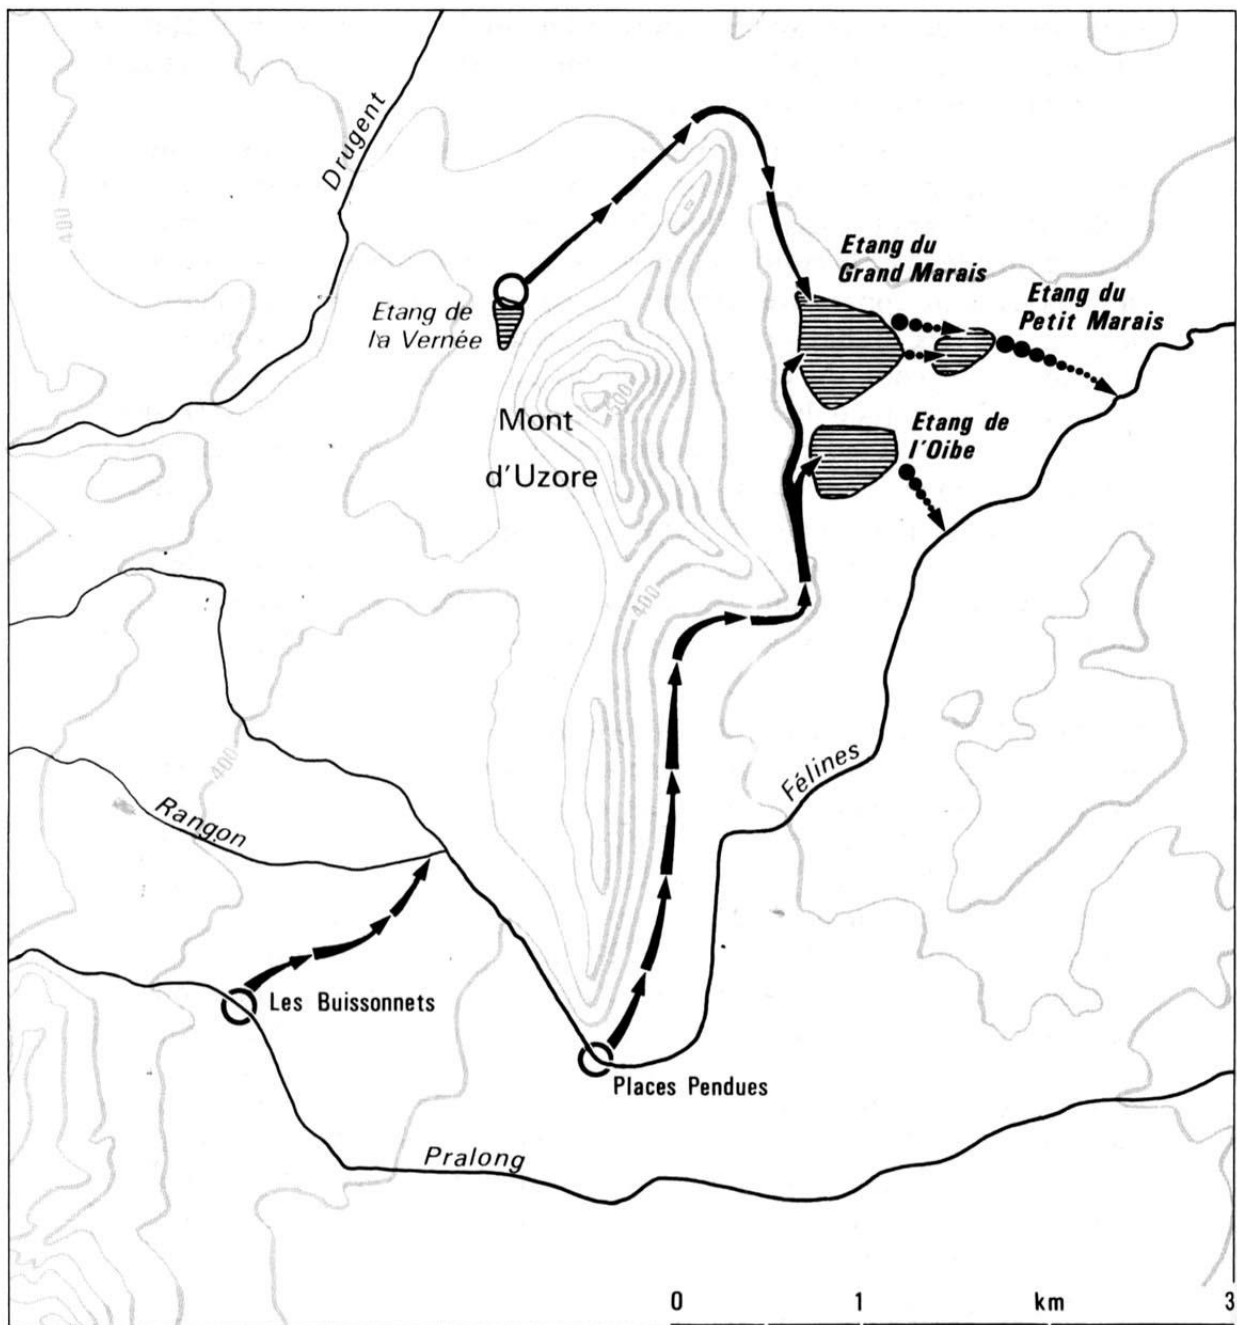 Drugent
400
Etang du
Grand Marais
Etang du
Petit Marais
Etang de
la Vernée
500
Mont
d'Uzore
Etang de
l'Oibe
400
400
Félines
Rangon
Les Buissonnets
Places Pendues
Pralong
0 1 km 3